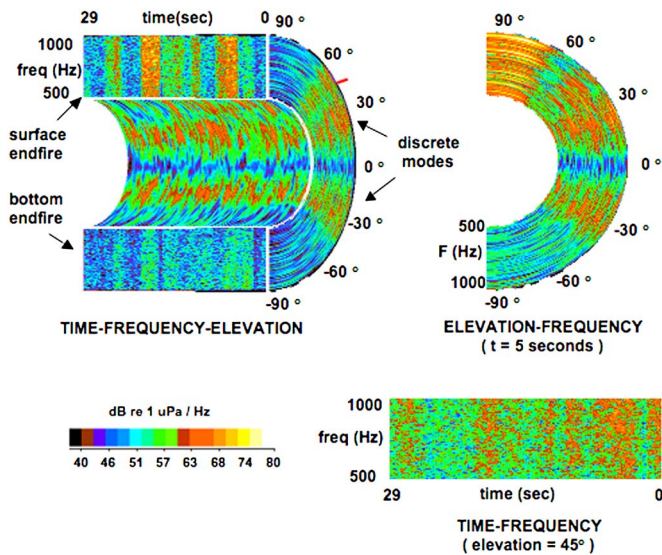 29 time(sec) 0
90 °
60 °
30 °
0 °
-30 °
-60 °
-90 °
1000
freq (Hz)
500
surface
endfire
bottom
endfire
discrete
modes
TIME-FREQUENCY-ELEVATION
90 °
60 °
30 °
0 °
-30 °
-60 °
-90 °
500
F (Hz)
1000
ELEVATION-FREQUENCY
( t = 5 seconds )
dB re 1 uPa / Hz
40 46 51 57 63 68 74 80
1000
freq (Hz)
500
29 time (sec) 0
TIME-FREQUENCY
(elevation = 45°)